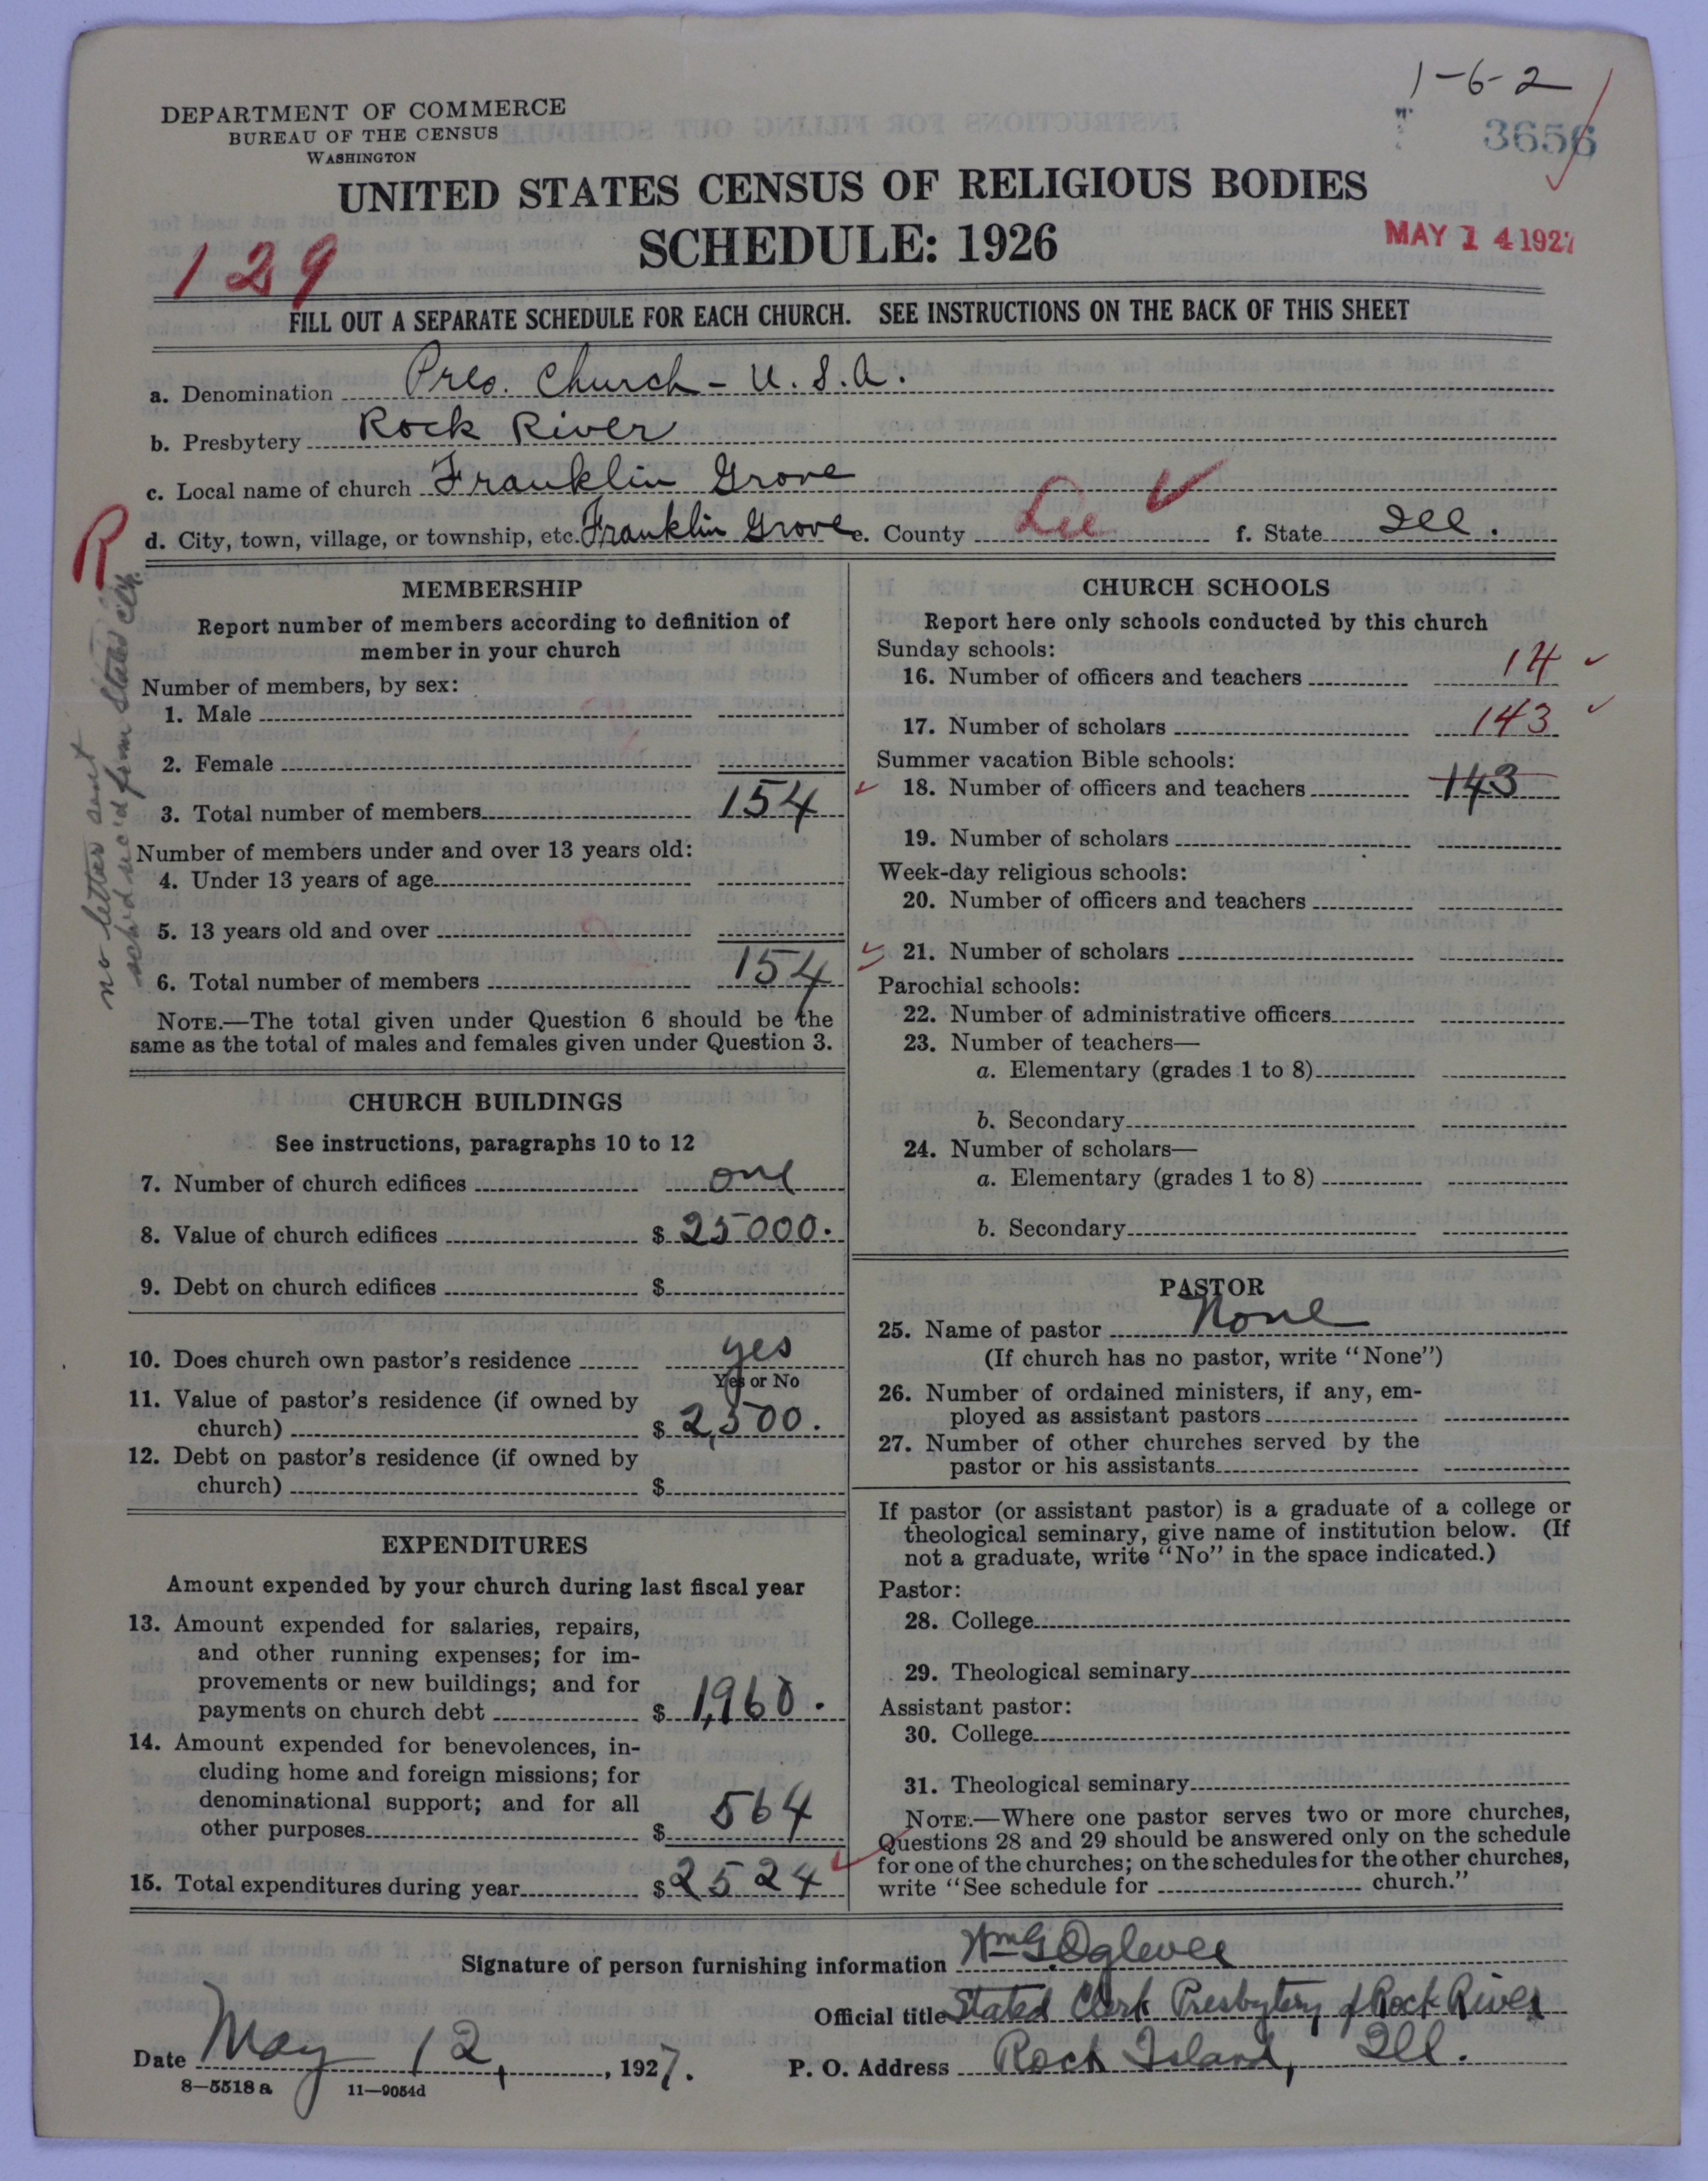 1-6-2
DEPARTMENT OF COMMERCE
BUREAU OF THE CENSUS
WASHINGTON
3656
UNITED STATES CENSUS OF RELIGIOUS BODIES
SCHEDULE: 1926
MAY 14 1927
129
FILL OUT A SEPARATE SCHEDULE FOR EACH CHURCH. SEE INSTRUCTIONS ON THE BACK OF THIS SHEET
a. Denomination Pres. Church - U.S.A.
b. Presbytery Rock River
c. Local name of church Franklin Grove
d. City, town, village, or township, etc. Franklin Grove e. County Lee f. State Ill.
R
no letter sent
sched rec'd from Stated clk.
MEMBERSHIP
Report number of members according to definition of
member in your church
Number of members, by sex:
1. Male
2. Female
3. Total number of members 154
Number of members under and over 13 years old:
4. Under 13 years of age
5. 13 years old and over
6. Total number of members 154
NOTE.—The total given under Question 6 should be the
same as the total of males and females given under Question 3.
CHURCH BUILDINGS
See instructions, paragraphs 10 to 12
7. Number of church edifices one
8. Value of church edifices $ 25000.
9. Debt on church edifices $
10. Does church own pastor's residence yes
Yes or No
11. Value of pastor's residence (if owned by
church) $ 2,500.
12. Debt on pastor's residence (if owned by
church) $
EXPENDITURES
Amount expended by your church during last fiscal year
13. Amount expended for salaries, repairs,
and other running expenses; for im-
provements or new buildings; and for
payments on church debt $ 1,960.
14. Amount expended for benevolences, in-
cluding home and foreign missions; for
denominational support; and for all
other purposes $ 564
15. Total expenditures during year $ 2524
CHURCH SCHOOLS
Report here only schools conducted by this church
Sunday schools:
16. Number of officers and teachers 14
17. Number of scholars 143
Summer vacation Bible schools:
18. Number of officers and teachers 143
19. Number of scholars
Week-day religious schools:
20. Number of officers and teachers
21. Number of scholars
Parochial schools:
22. Number of administrative officers
23. Number of teachers—
a. Elementary (grades 1 to 8)
b. Secondary
24. Number of scholars—
a. Elementary (grades 1 to 8)
b. Secondary
PASTOR
25. Name of pastor None
(If church has no pastor, write "None")
26. Number of ordained ministers, if any, em-
ployed as assistant pastors
27. Number of other churches served by the
pastor or his assistants
If pastor (or assistant pastor) is a graduate of a college or
theological seminary, give name of institution below. (If
not a graduate, write "No" in the space indicated.)
Pastor:
28. College
29. Theological seminary
Assistant pastor:
30. College
31. Theological seminary
NOTE.—Where one pastor serves two or more churches,
Questions 28 and 29 should be answered only on the schedule
for one of the churches; on the schedules for the other churches,
write "See schedule for church."
Signature of person furnishing information Wm G. Oglevee
Official title Stated Clerk Presbytery of Rock River
Date May 12, 1927. P. O. Address Rock Island, Ill.
8—5518 a 11—9054d